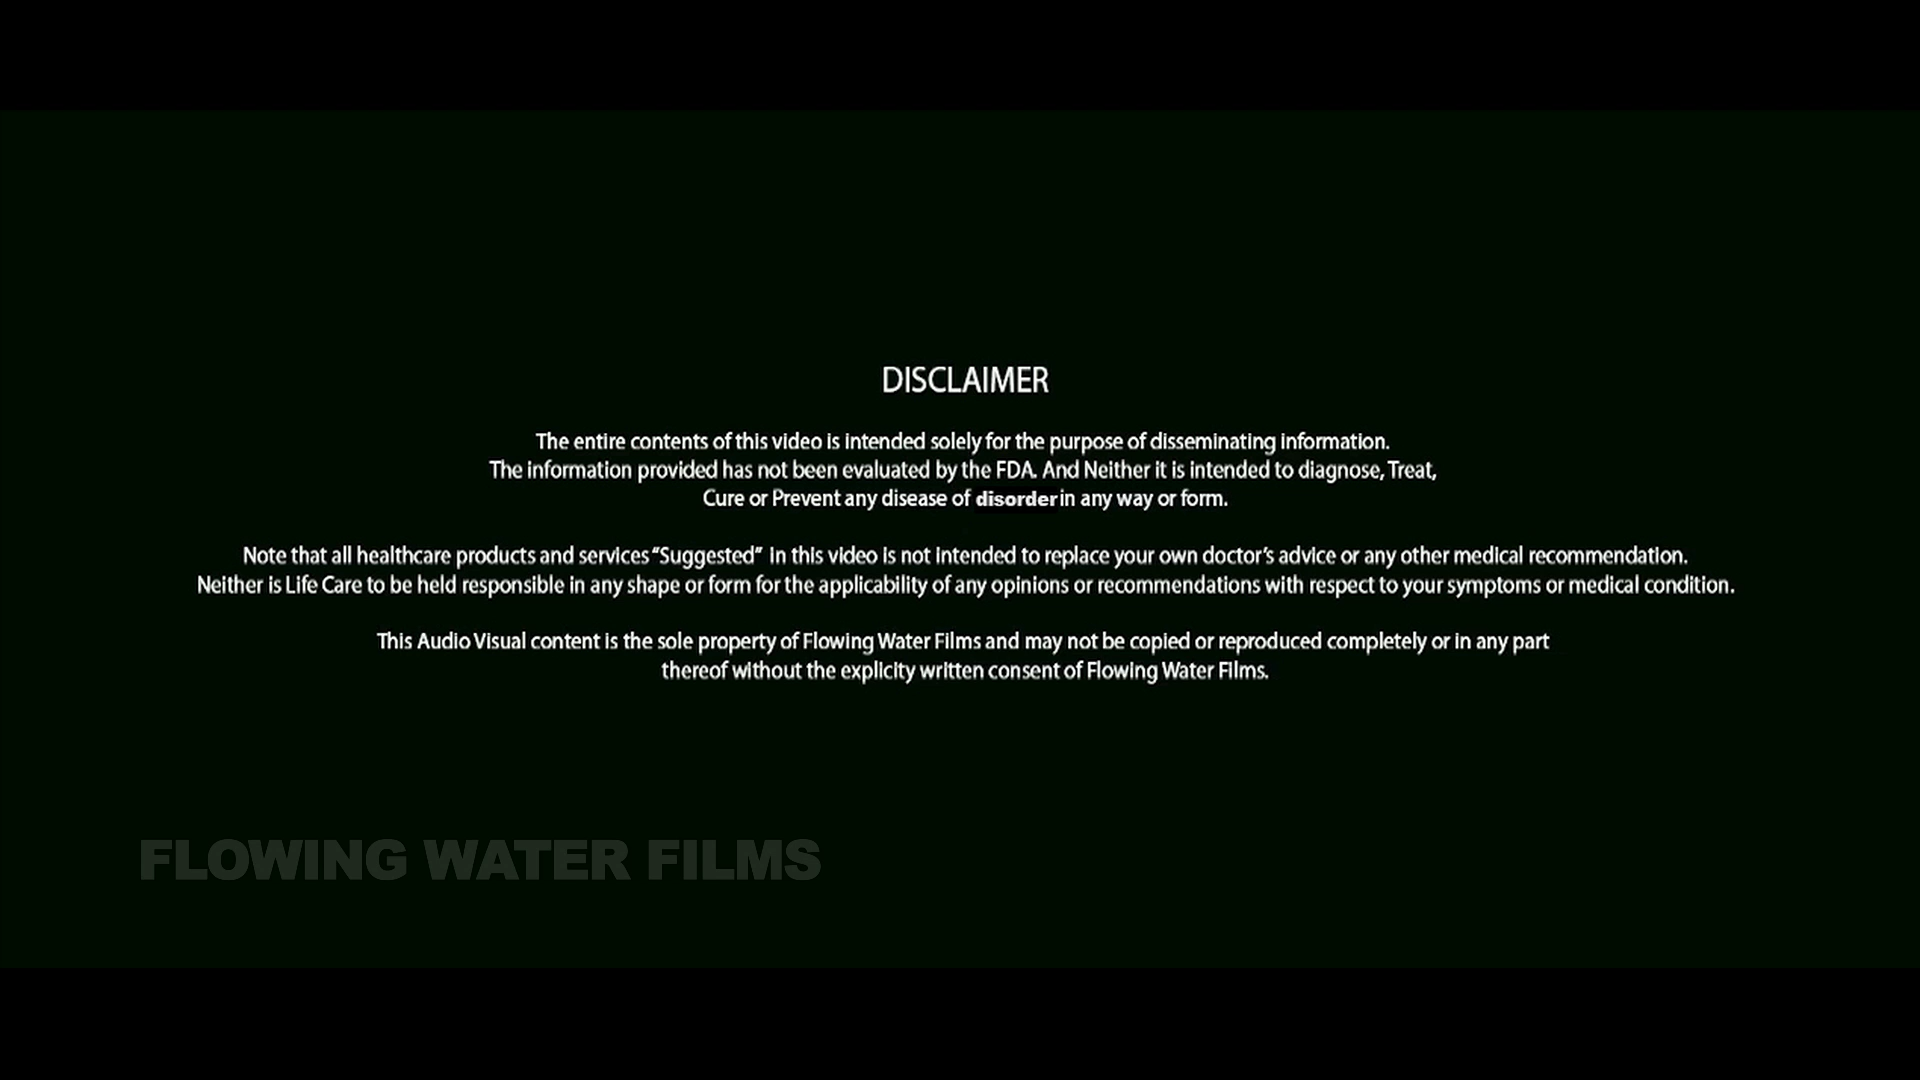 DISCLAIMER
The entire contents of this video is intended solely for the purpose of disseminating information.
The information provided has not been evaluated by the FDA. And Neither it is intended to diagnose, Treat,
Cure or Prevent any disease of disorder in any way or form.
Note that all healthcare products and services “Suggested” in this video is not intended to replace your own doctor’s advice or any other medical recommendation.
Neither is Life Care to be held responsible in any shape or form for the applicability of any opinions or recommendations with respect to your symptoms or medical condition.
This Audio Visual content is the sole property of Flowing Water Films and may not be copied or reproduced completely or in any part
thereof without the explicity written consent of Flowing Water Films.
FLOWING WATER FILMS